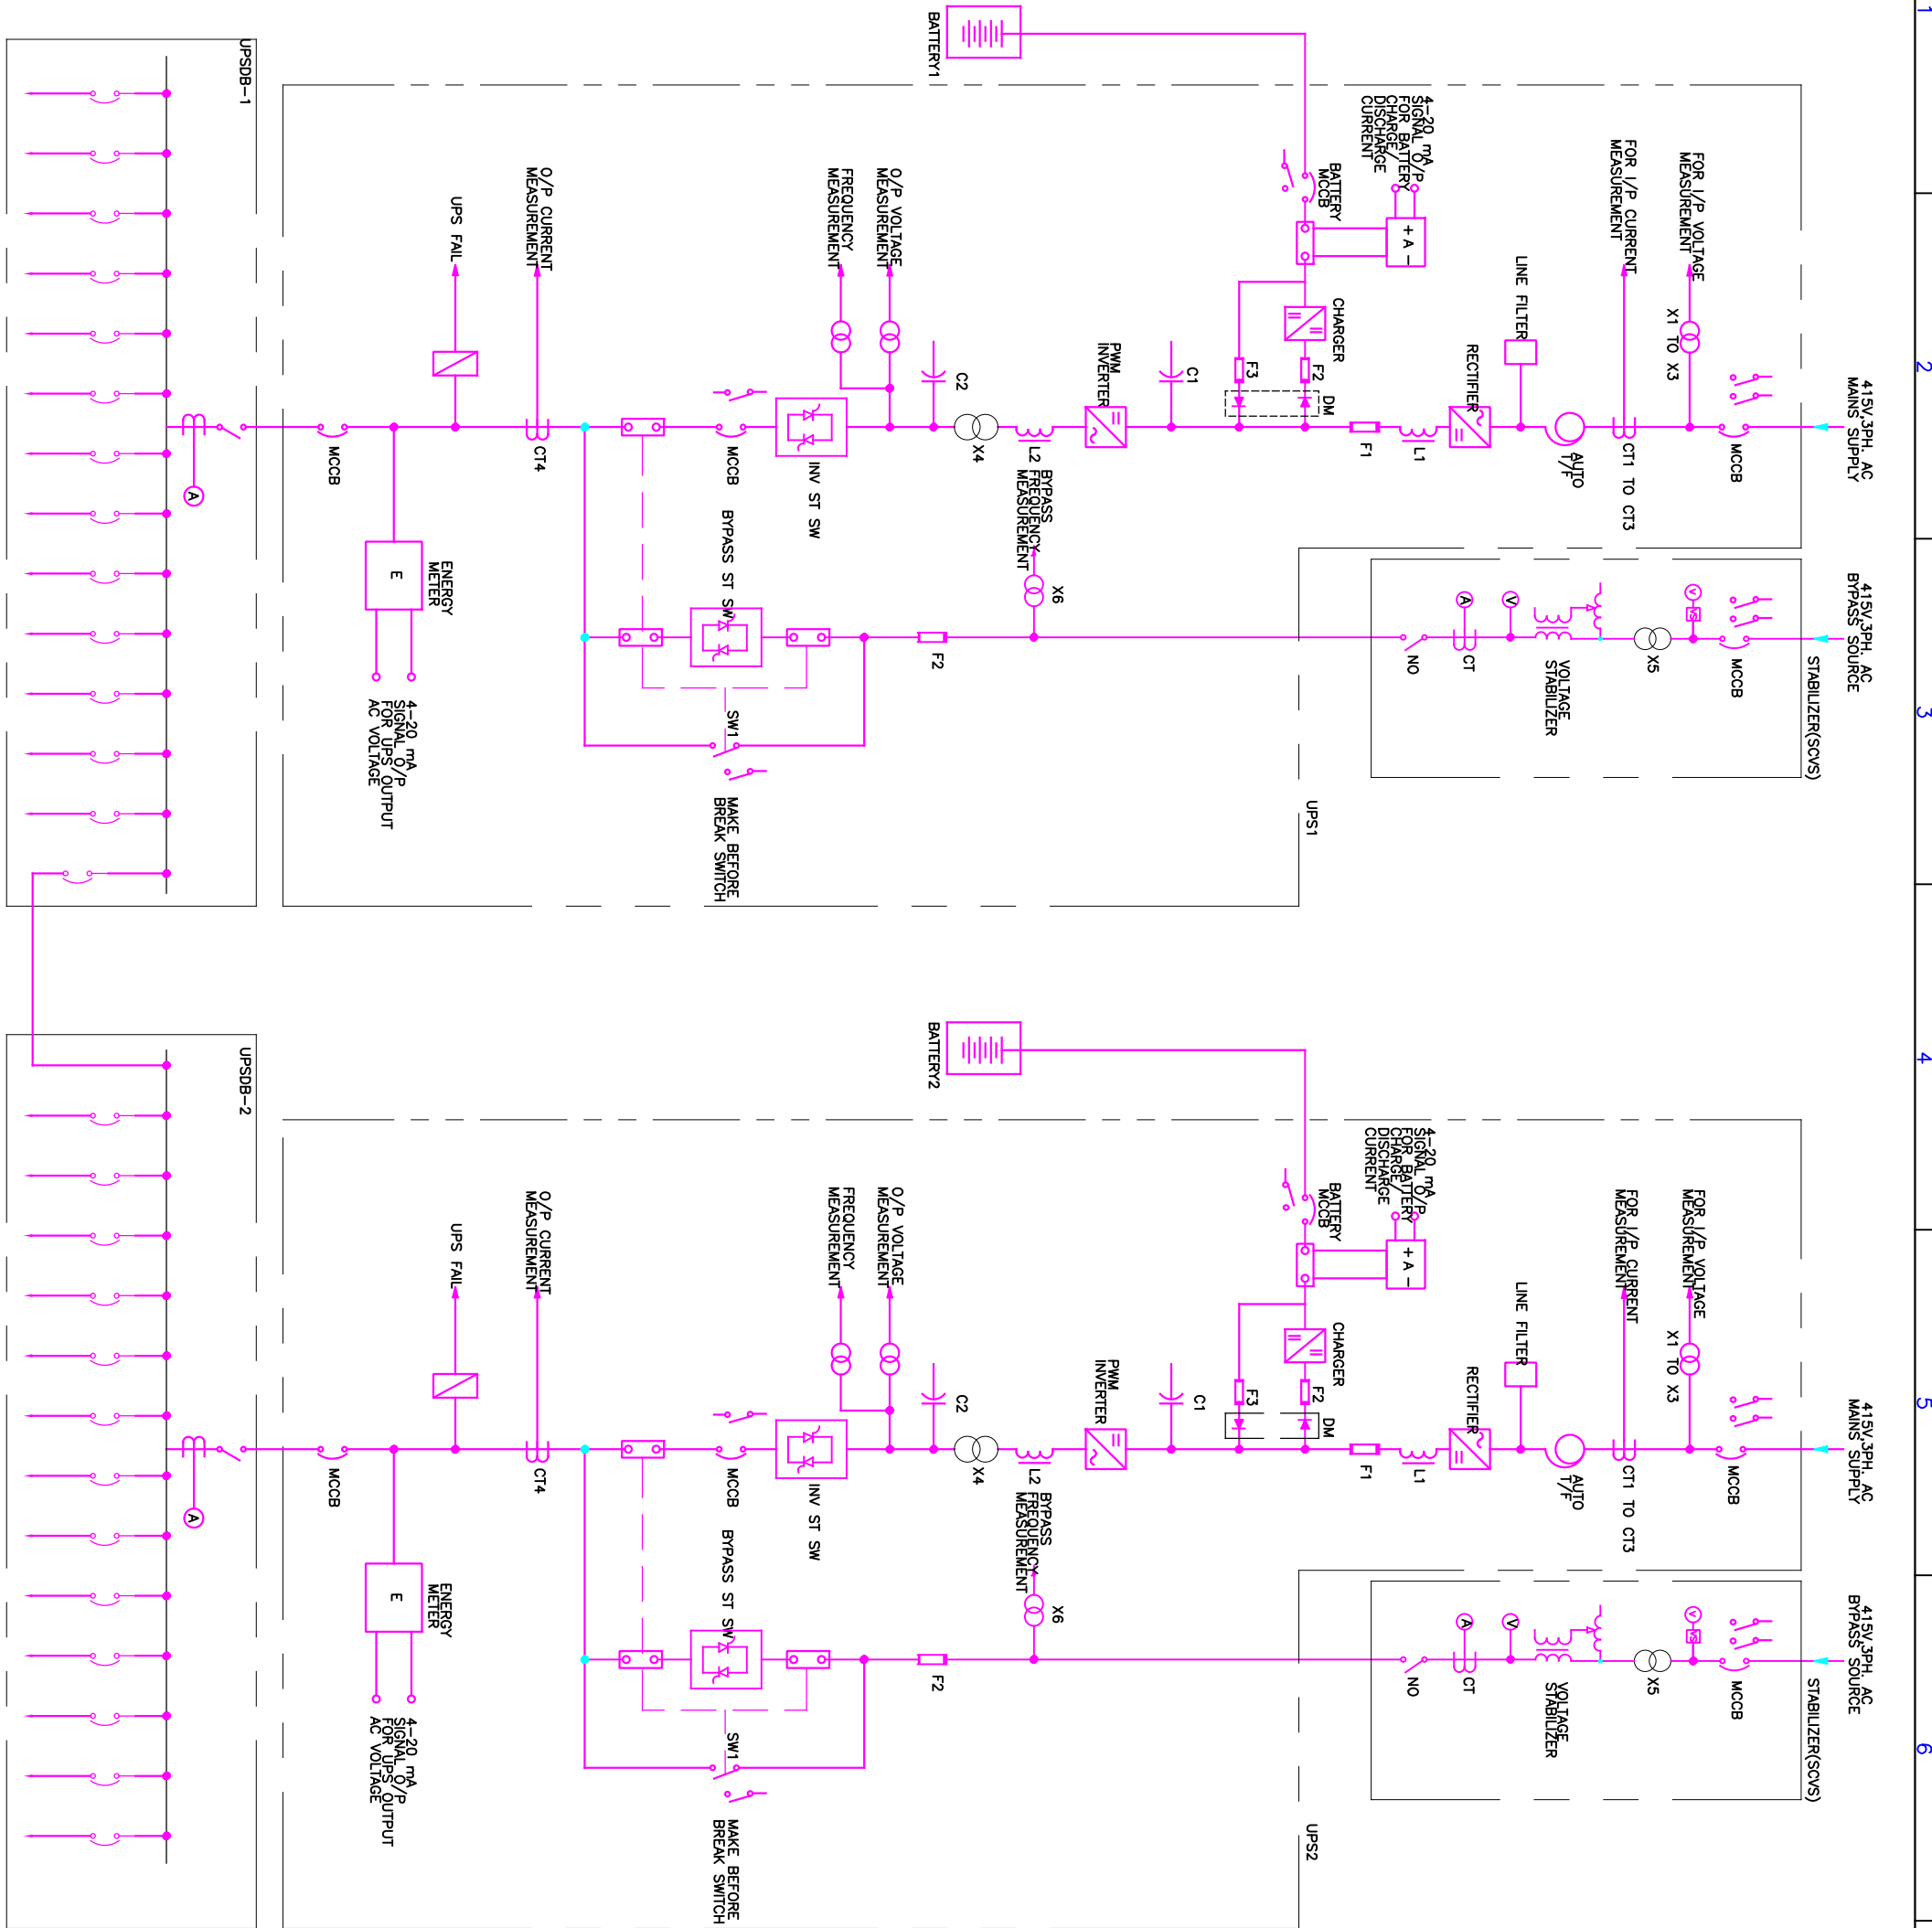 1
2
3
4
5
6
415V,3PH. AC
MAINS SUPPLY
415V,3PH. AC
BYPASS SOURCE
STABILIZER(SCVS)
MCCB
FOR I/P VOLTAGE
MEASUREMENT
X1 TO X3
FOR I/P CURRENT
MEASUREMENT
CT1 TO CT3
AUTO
T/F
LINE FILTER
RECTIFIER
L1
F1
4-20 mA
SIGNAL O/P
FOR BATTERY
CHARGE/
DISCHARGE
CURRENT
+ A -
BATTERY
MCCB
CHARGER
F2
F3
DM
BATTERY1
C1
PWM
INVERTER
L2
X4
C2
O/P VOLTAGE
MEASUREMENT
FREQUENCY
MEASUREMENT
INV ST SW
MCCB
O/P CURRENT
MEASUREMENT
CT4
UPS FAIL
ENERGY
METER
E
4-20 mA
SIGNAL O/P
FOR UPS OUTPUT
AC VOLTAGE
MCCB
A
UPSDB-1
MCCB
V
VS
X5
VOLTAGE
STABILIZER
V
A
CT
NO
BYPASS
FREQUENCY
MEASUREMENT
X6
F2
BYPASS ST SW
SW1
MAKE BEFORE
BREAK SWITCH
UPS1
415V,3PH. AC
MAINS SUPPLY
415V,3PH. AC
BYPASS SOURCE
STABILIZER(SCVS)
MCCB
FOR I/P VOLTAGE
MEASUREMENT
X1 TO X3
FOR I/P CURRENT
MEASUREMENT
CT1 TO CT3
AUTO
T/F
LINE FILTER
RECTIFIER
L1
F1
4-20 mA
SIGNAL O/P
FOR BATTERY
CHARGE/
DISCHARGE
CURRENT
+ A -
BATTERY
MCCB
CHARGER
F2
F3
DM
BATTERY2
C1
PWM
INVERTER
L2
X4
C2
O/P VOLTAGE
MEASUREMENT
FREQUENCY
MEASUREMENT
INV ST SW
MCCB
O/P CURRENT
MEASUREMENT
CT4
UPS FAIL
ENERGY
METER
E
4-20 mA
SIGNAL O/P
FOR UPS OUTPUT
AC VOLTAGE
MCCB
A
UPSDB-2
MCCB
V
VS
X5
VOLTAGE
STABILIZER
V
A
CT
NO
BYPASS
FREQUENCY
MEASUREMENT
X6
F2
BYPASS ST SW
SW1
MAKE BEFORE
BREAK SWITCH
UPS2